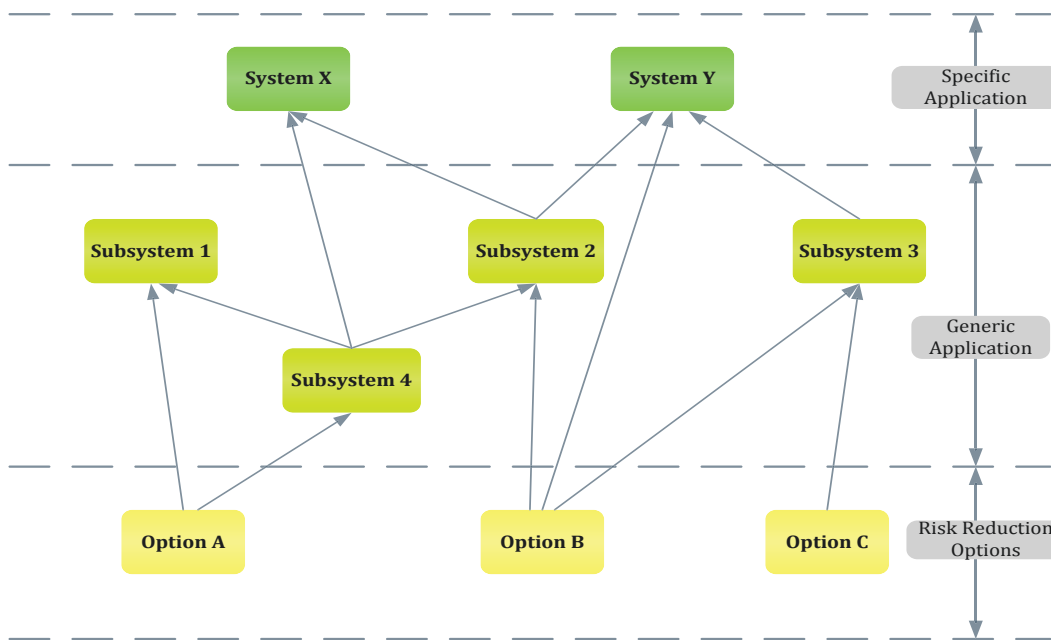 System X
System Y
Specific
Application
Subsystem 1
Subsystem 2
Subsystem 3
Generic
Application
Subsystem 4
Option A
Option B
Option C
Risk Reduction
Options